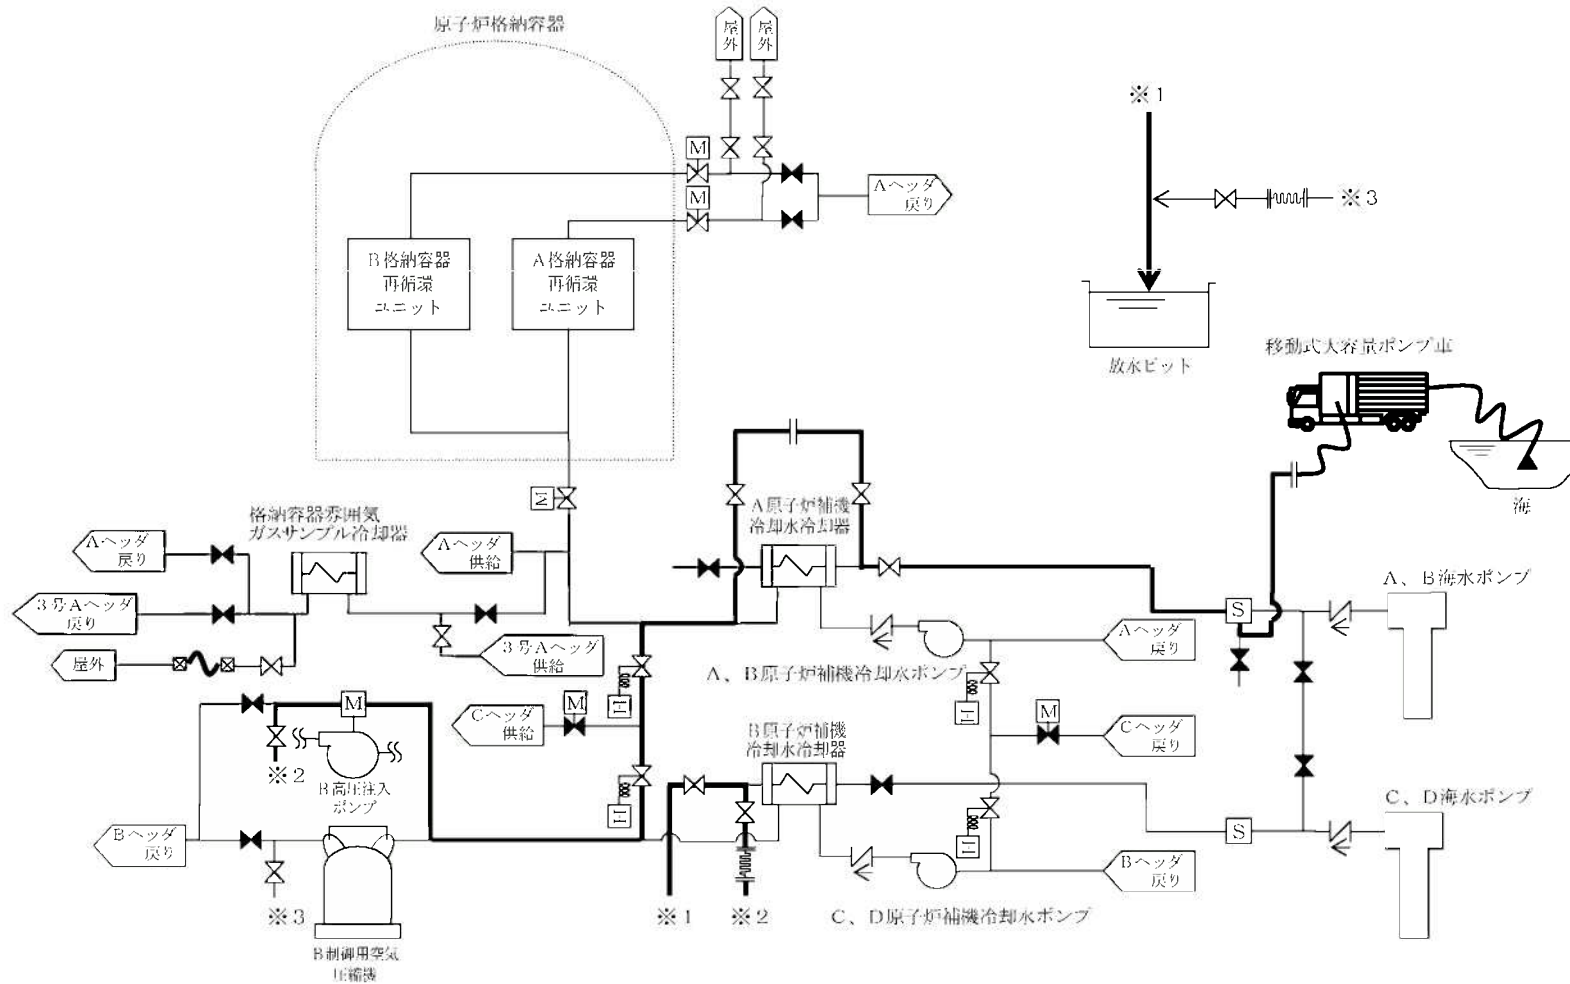 原子炉格納容器
屋外
屋外
※1
M
M
Aヘッダ
戻り
※3
B格納容器
再循環
ユニット
A格納容器
再循環
ユニット
放水ピット
移動式大容量ポンプ車
海
M
A原子炉補機
冷却水冷却器
格納容器雰囲気
ガスサンプル冷却器
Aヘッダ
戻り
Aヘッダ
供給
3号Aヘッダ
戻り
3号Aヘッダ
供給
屋外
S
A、B海水ポンプ
Aヘッダ
戻り
A、B原子炉補機冷却水ポンプ
H
H
M
M
M
Cヘッダ
供給
Cヘッダ
戻り
B原子炉補機
冷却水冷却器
※2
B高圧注入
ポンプ
H
H
S
C、D海水ポンプ
Bヘッダ
戻り
Bヘッダ
戻り
※3
※1
※2
C、D原子炉補機冷却水ポンプ
B制御用空気
圧縮機